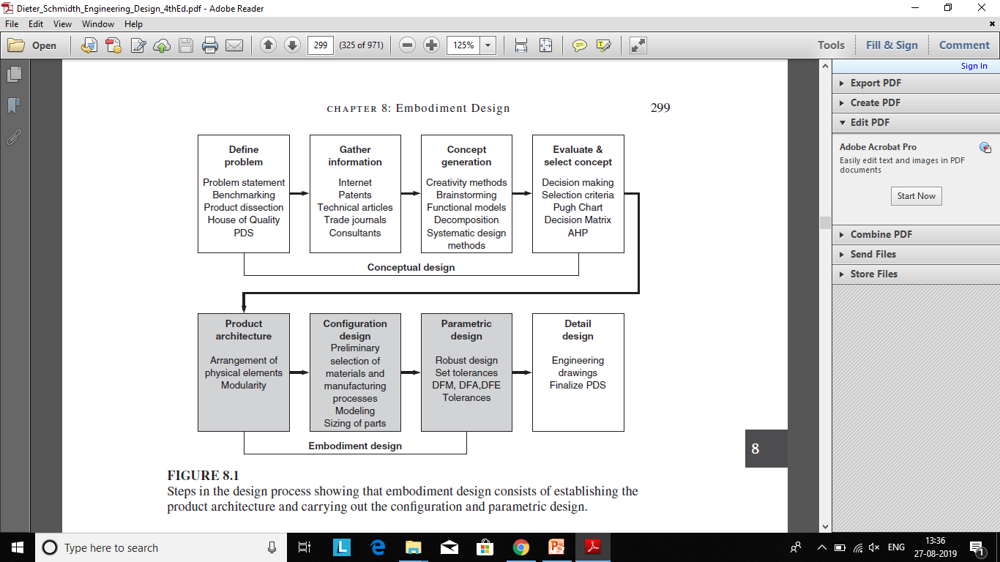 Dieter_Schmidth_Engineering_Design_4thEd.pdf - Adobe Reader
File Edit View Window Help
Open 299 (325 of 971) 125% Tools Fill & Sign Comment
Sign In
Export PDF
Create PDF
Edit PDF
Adobe Acrobat Pro
Easily edit text and images in PDF
documents
Start Now
Combine PDF
Send Files
Store Files
CHAPTER 8: Embodiment Design 299
Define
problem
Problem statement
Benchmarking
Product dissection
House of Quality
PDS
Gather
information
Internet
Patents
Technical articles
Trade journals
Consultants
Concept
generation
Creativity methods
Brainstorming
Functional models
Decomposition
Systematic design
methods
Evaluate &
select concept
Decision making
Selection criteria
Pugh Chart
Decision Matrix
AHP
Conceptual design
Product
architecture
Arrangement of
physical elements
Modularity
Configuration
design
Preliminary
selection of
materials and
manufacturing
processes
Modeling
Sizing of parts
Parametric
design
Robust design
Set tolerances
DFM, DFA,DFE
Tolerances
Detail
design
Engineering
drawings
Finalize PDS
Embodiment design
8
FIGURE 8.1
Steps in the design process showing that embodiment design consists of establishing the
product architecture and carrying out the configuration and parametric design.
Type here to search
L
ENG
13:36
27-08-2019
1